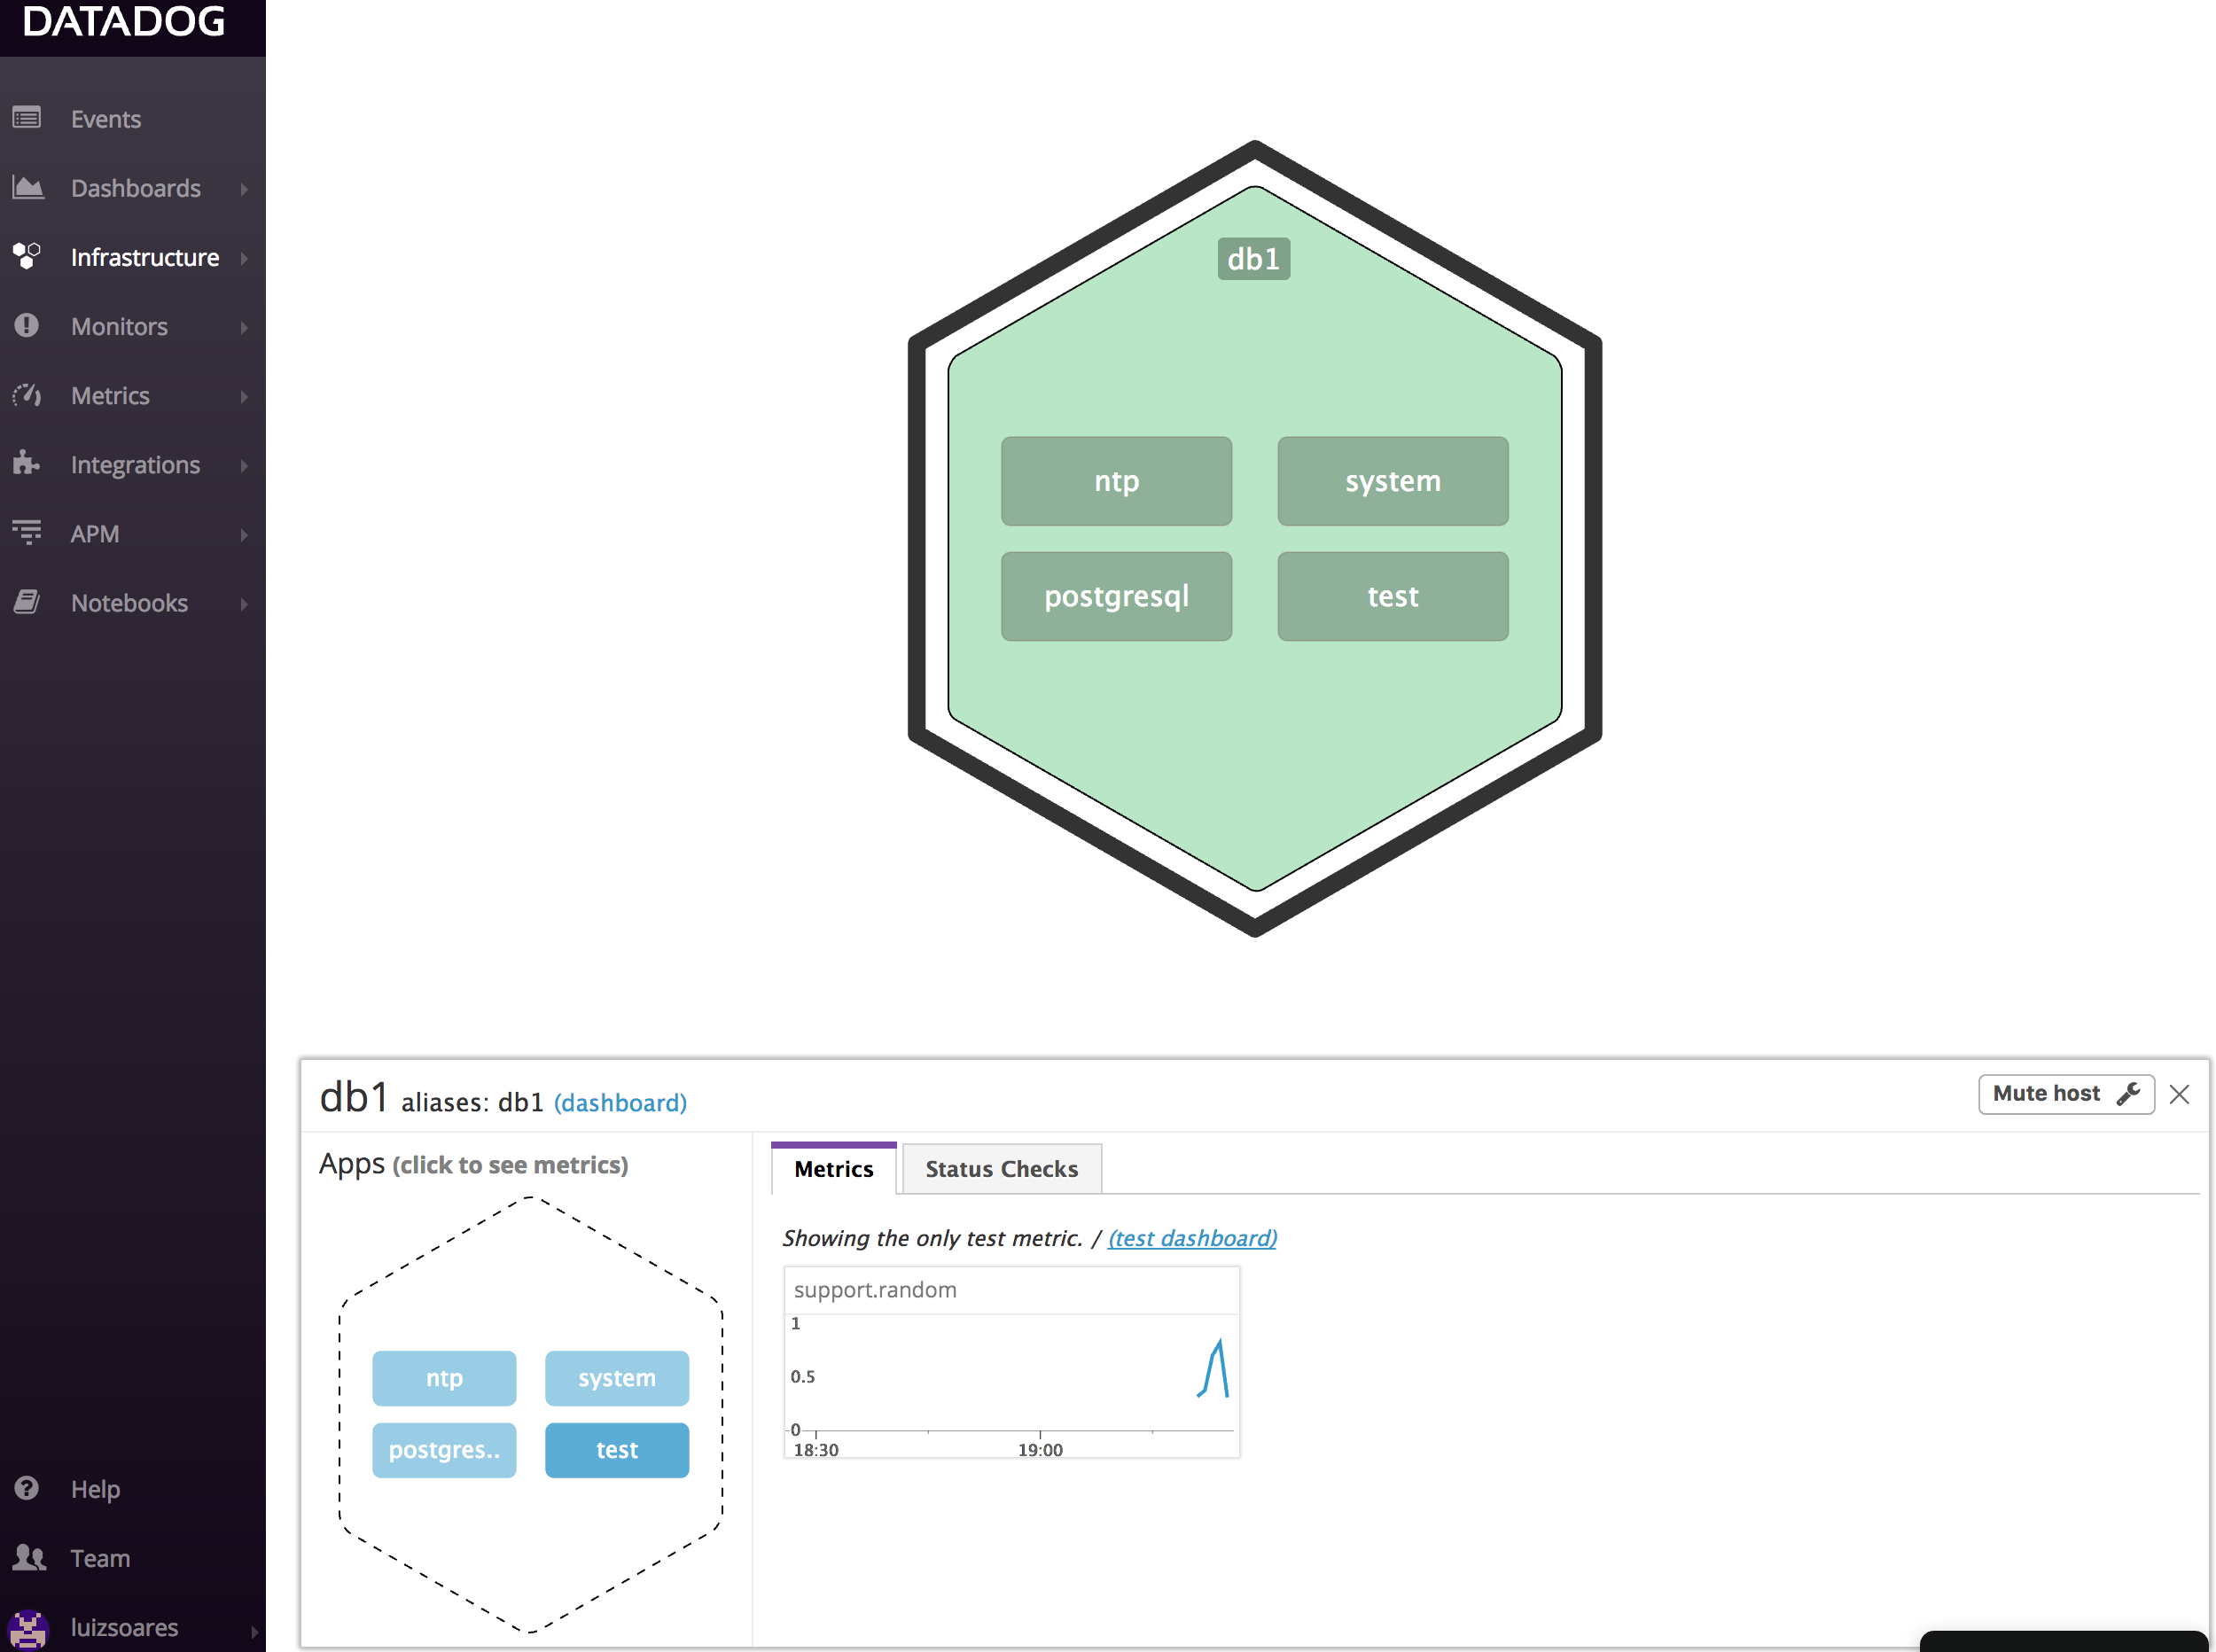 DATADOG
Events
Dashboards
Infrastructure
Monitors
Metrics
Integrations
APM
Notebooks
Help
Team
luizsoares
db1
ntp
system
postgresql
test
db1 aliases: db1 (dashboard)
Mute host
Apps (click to see metrics)
ntp
system
postgres..
test
Metrics
Status Checks
Showing the only test metric. / (test dashboard)
support.random
1
0.5
0
18:30
19:00